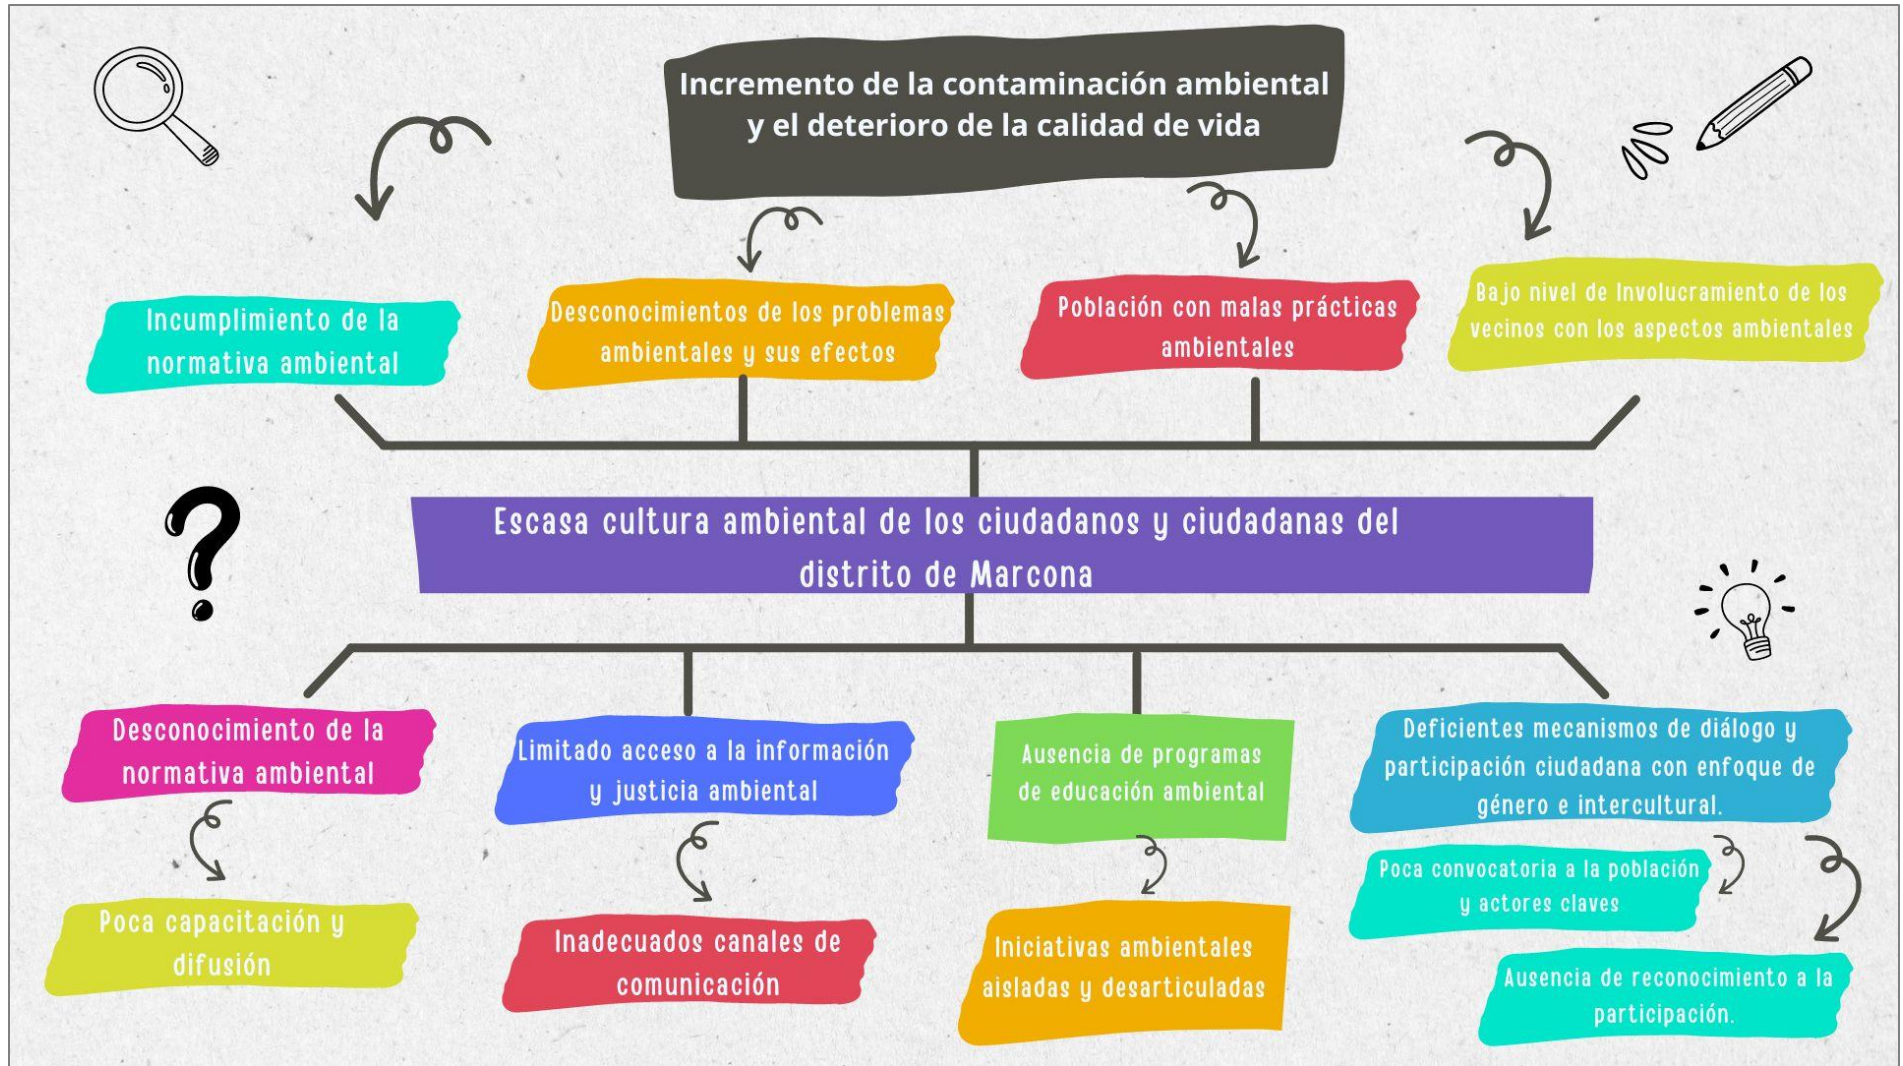 Incremento de la contaminación ambiental
y el deterioro de la calidad de vida
Incumplimiento de la
normativa ambiental
Desconocimientos de los problemas
ambientales y sus efectos
Población con malas prácticas
ambientales
Bajo nivel de Involucramiento de los
vecinos con los aspectos ambientales
Escasa cultura ambiental de los ciudadanos y ciudadanas del
distrito de Marcona
Desconocimiento de la
normativa ambiental
Limitado acceso a la información
y justicia ambiental
Ausencia de programas
de educación ambiental
Deficientes mecanismos de diálogo y
participación ciudadana con enfoque de
género e intercultural.
Poca capacitación y
difusión
Inadecuados canales de
comunicación
Iniciativas ambientales
aisladas y desarticuladas
Poca convocatoria a la población
y actores claves
Ausencia de reconocimiento a la
participación.